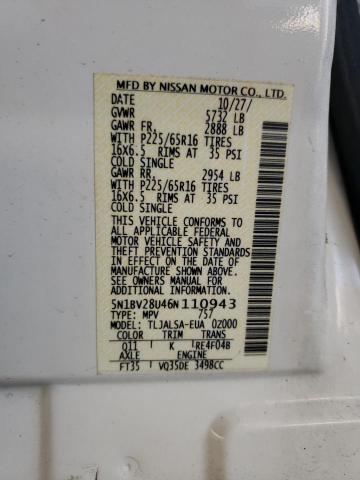 MFD BY NISSAN MOTOR CO., LTD.
DATE 10/27/
GVWR 5732 LB
GAWR FR. 2888 LB
WITH P225/65R16 TIRES
16X6.5 RIMS AT 35 PSI
COLD SINGLE
GAWR RR. 2954 LB
WITH P225/65R16 TIRES
16X6.5 RIMS AT 35 PSI
COLD SINGLE
THIS VEHICLE CONFORMS TO
ALL APPLICABLE FEDERAL
MOTOR VEHICLE SAFETY AND
THEFT PREVENTION STANDARDS
IN EFFECT ON THE DATE OF
MANUFACTURE SHOWN ABOVE.
SEE OWNERS MANUAL FOR
ADDITIONAL INFORMATION
5N1BV28U46N110943
TYPE: MPV 757
MODEL: TLJALSA-EUA 0Z000
COLOR TRIM TRANS
Q11 K RE4F04B
AXLE ENGINE
FT35 VQ35DE 3498CC